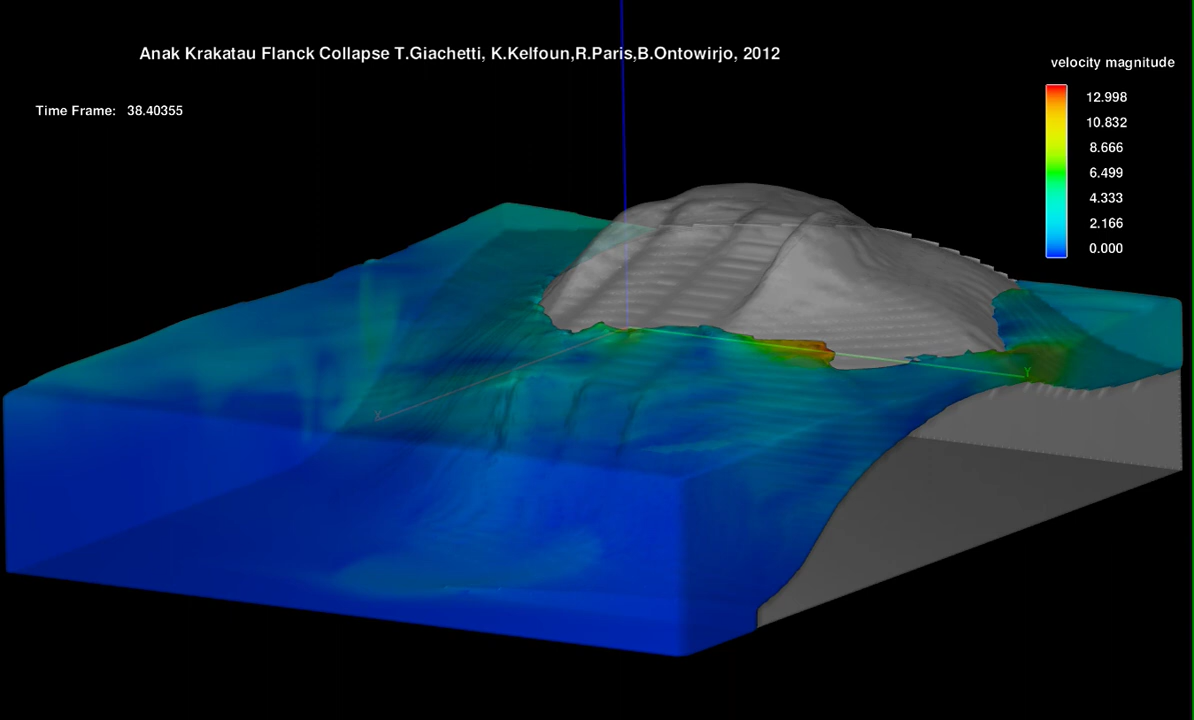 Anak Krakatau Flanck Collapse T.Giachetti, K.Kelfoun,R.Paris,B.Ontowirjo, 2012
velocity magnitude
Time Frame: 38.40355
12.998
10.832
8.666
6.499
4.333
2.166
0.000
X
Y